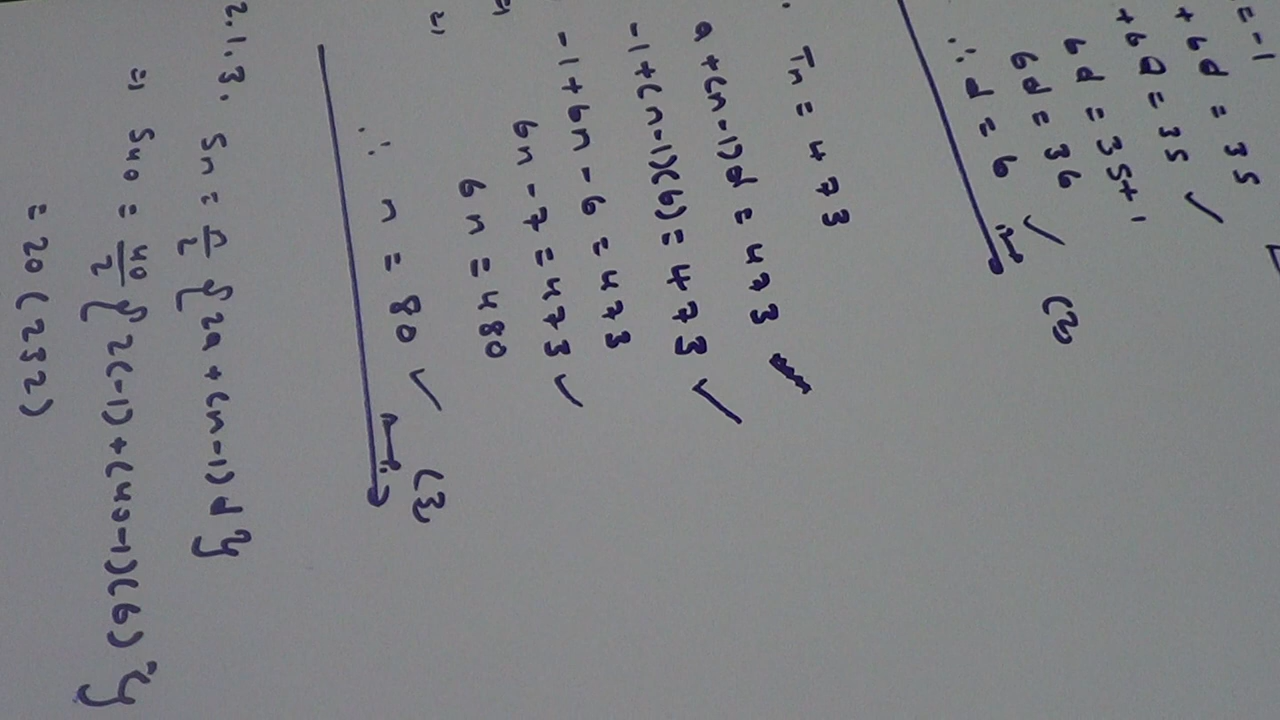 = -1
+ 6d = 35
+ 6d = 35 ✓
6d = 35+1
6d = 36 ✓
∴ d = 6
(3)
Tn = 473
a + (n-1)d = 473
-1 + (n-1)(6) = 473 ✓
-1 + 6n - 6 = 473
6n - 7 = 473 ✓
6n = 480
∴ n = 80 ✓
(3)
2.1.3. Sn = n/2 {2a + (n-1)d}
=) S40 = 40/2 {2(-1) + (40-1)(6)}
= 20(232)